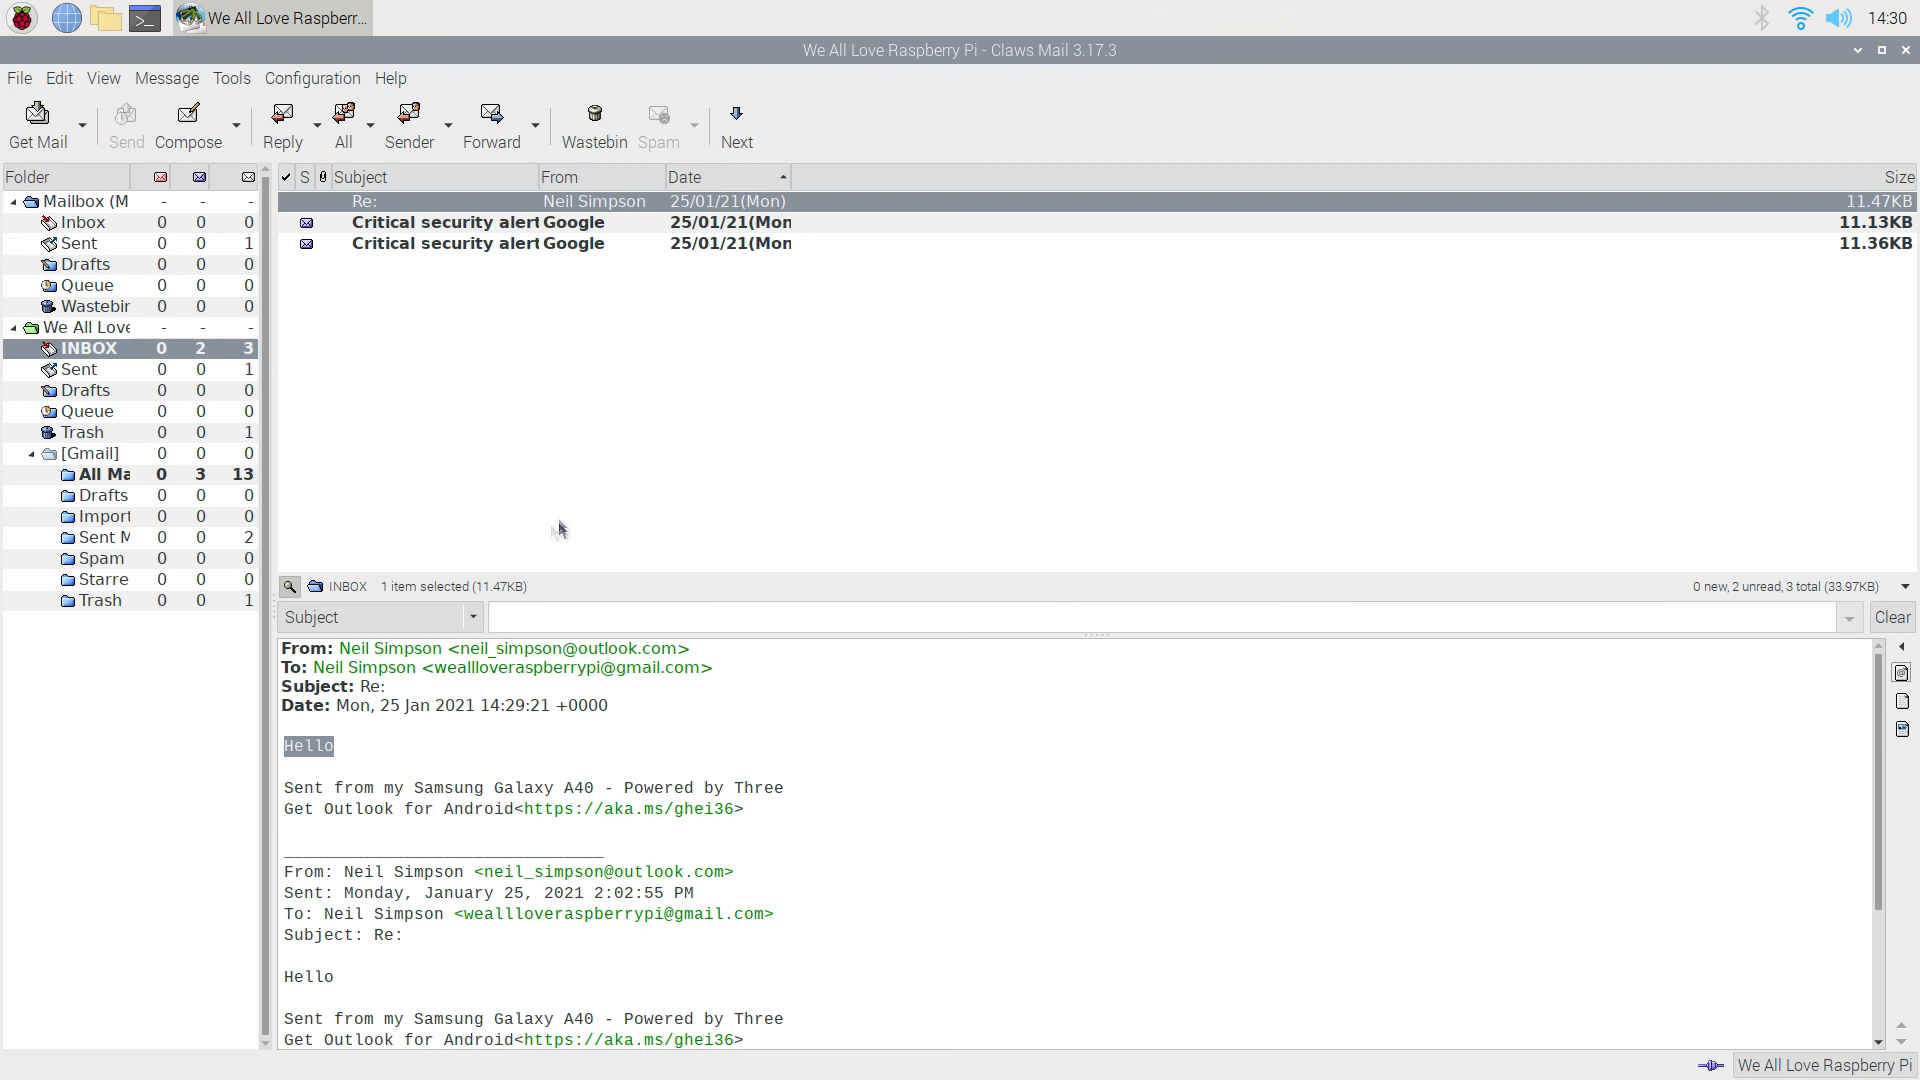 We All Love Raspberr...
14:30
We All Love Raspberry Pi - Claws Mail 3.17.3
File Edit View Message Tools Configuration Help
Get Mail Send Compose Reply All Sender Forward Wastebin Spam Next
Folder
Mailbox (M - - -
Inbox 0 0 0
Sent 0 0 1
Drafts 0 0 0
Queue 0 0 0
Wastebin 0 0 0
We All Love - - -
INBOX 0 2 3
Sent 0 0 1
Drafts 0 0 0
Queue 0 0 0
Trash 0 0 1
[Gmail] 0 0 0
All Ma 0 3 13
Drafts 0 0 0
Import 0 0 0
Sent M 0 0 2
Spam 0 0 0
Starre 0 0 0
Trash 0 0 1
S Subject From Date Size
Re: Neil Simpson 25/01/21(Mon) 11.47KB
Critical security alert Google 25/01/21(Mon 11.13KB
Critical security alert Google 25/01/21(Mon 11.36KB
INBOX 1 item selected (11.47KB) 0 new, 2 unread, 3 total (33.97KB)
Subject Clear
From: Neil Simpson <neil_simpson@outlook.com>
To: Neil Simpson <weallloveraspberrypi@gmail.com>
Subject: Re:
Date: Mon, 25 Jan 2021 14:29:21 +0000
Hello
Sent from my Samsung Galaxy A40 - Powered by Three
Get Outlook for Android<https://aka.ms/ghei36>
________________________________
From: Neil Simpson <neil_simpson@outlook.com>
Sent: Monday, January 25, 2021 2:02:55 PM
To: Neil Simpson <weallloveraspberrypi@gmail.com>
Subject: Re:
Hello
Sent from my Samsung Galaxy A40 - Powered by Three
Get Outlook for Android<https://aka.ms/ghei36>
We All Love Raspberry Pi